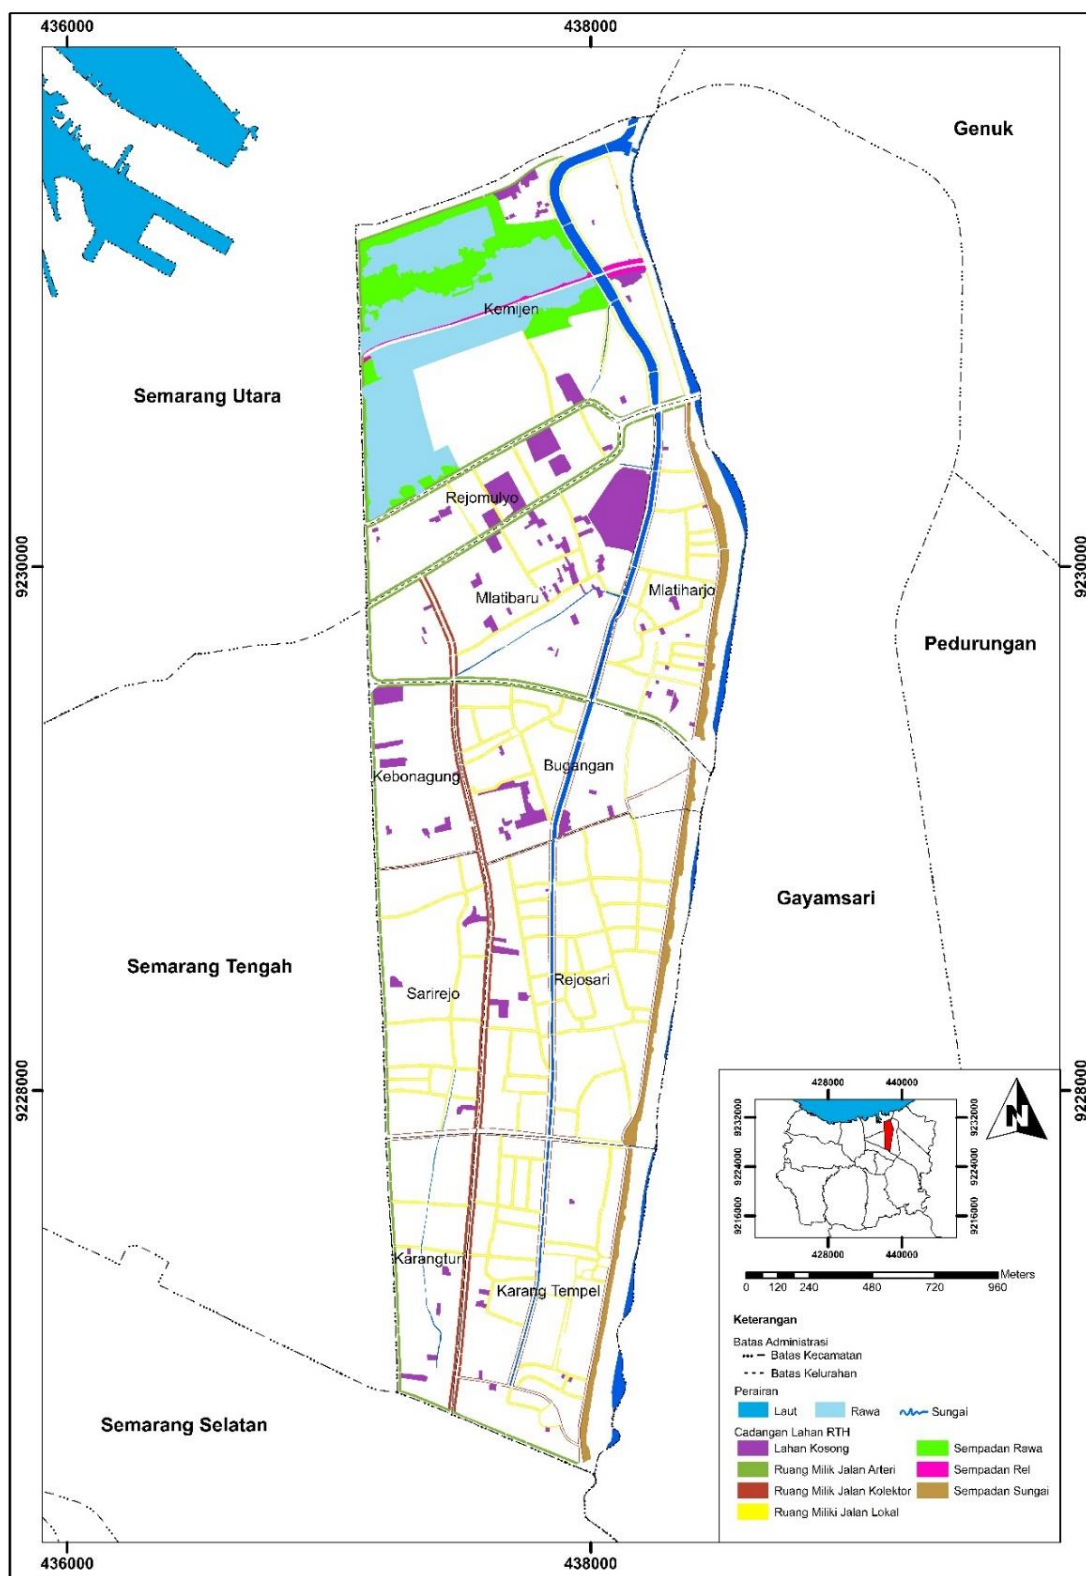 436000
438000
Genuk
Kemijen
Semarang Utara
Rejomulyo
9230000
9230000
Mlatibaru
Mlatiharjo
Pedurungan
Kebonagung
Bugangan
Gayamsari
Semarang Tengah
Sarirejo
Rejosari
9228000
9228000
428000
440000
9232000
9232000
N
9224000
9224000
9216000
9216000
428000
440000
Karangturi
Karang Tempel
Meters
0 120 240 480 720 960
Semarang Selatan
Keterangan
Batas Administrasi
Batas Kecamatan
Batas Kelurahan
Perairan
Laut
Rawa
Sungai
Cadangan Lahan RTH
Lahan Kosong
Sempadan Rawa
Ruang Milik Jalan Arteri
Sempadan Rel
Ruang Milik Jalan Kolektor
Sempadan Sungai
Ruang Miliki Jalan Lokal
436000
438000